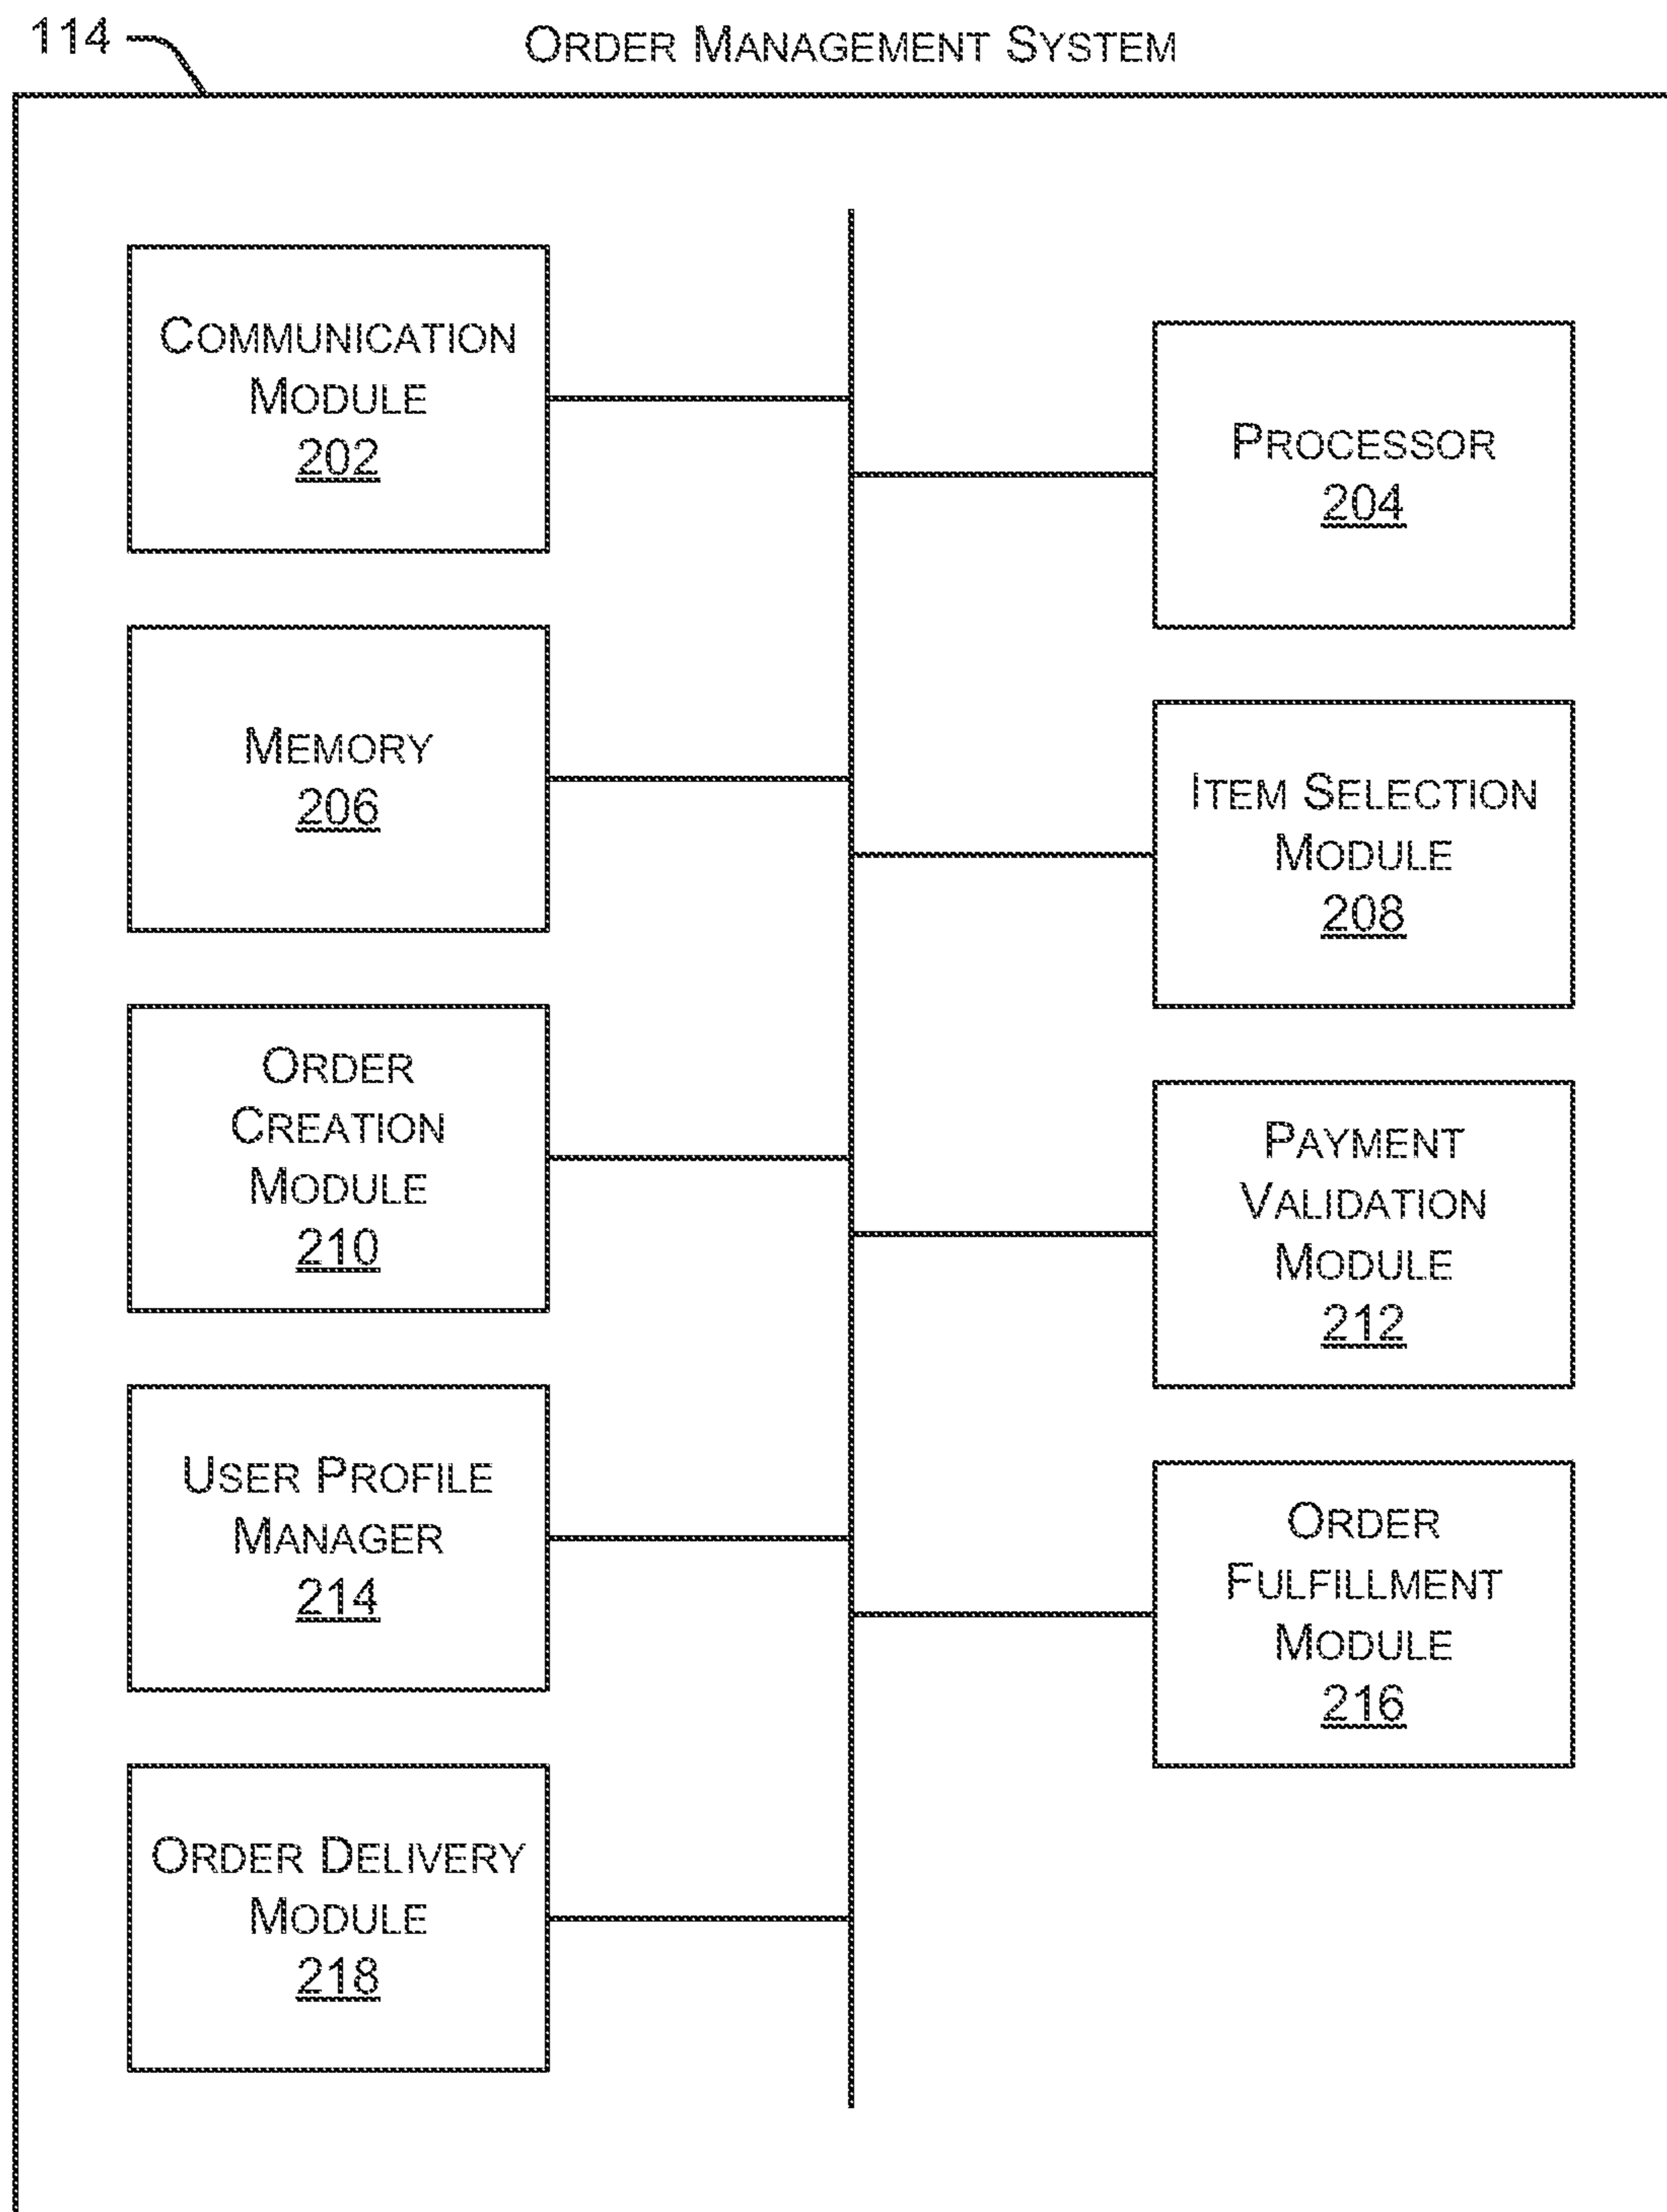 114
ORDER MANAGEMENT SYSTEM
COMMUNICATION
MODULE
202
PROCESSOR
204
MEMORY
206
ITEM SELECTION
MODULE
208
ORDER
CREATION
MODULE
210
PAYMENT
VALIDATION
MODULE
212
USER PROFILE
MANAGER
214
ORDER
FULFILLMENT
MODULE
216
ORDER DELIVERY
MODULE
218